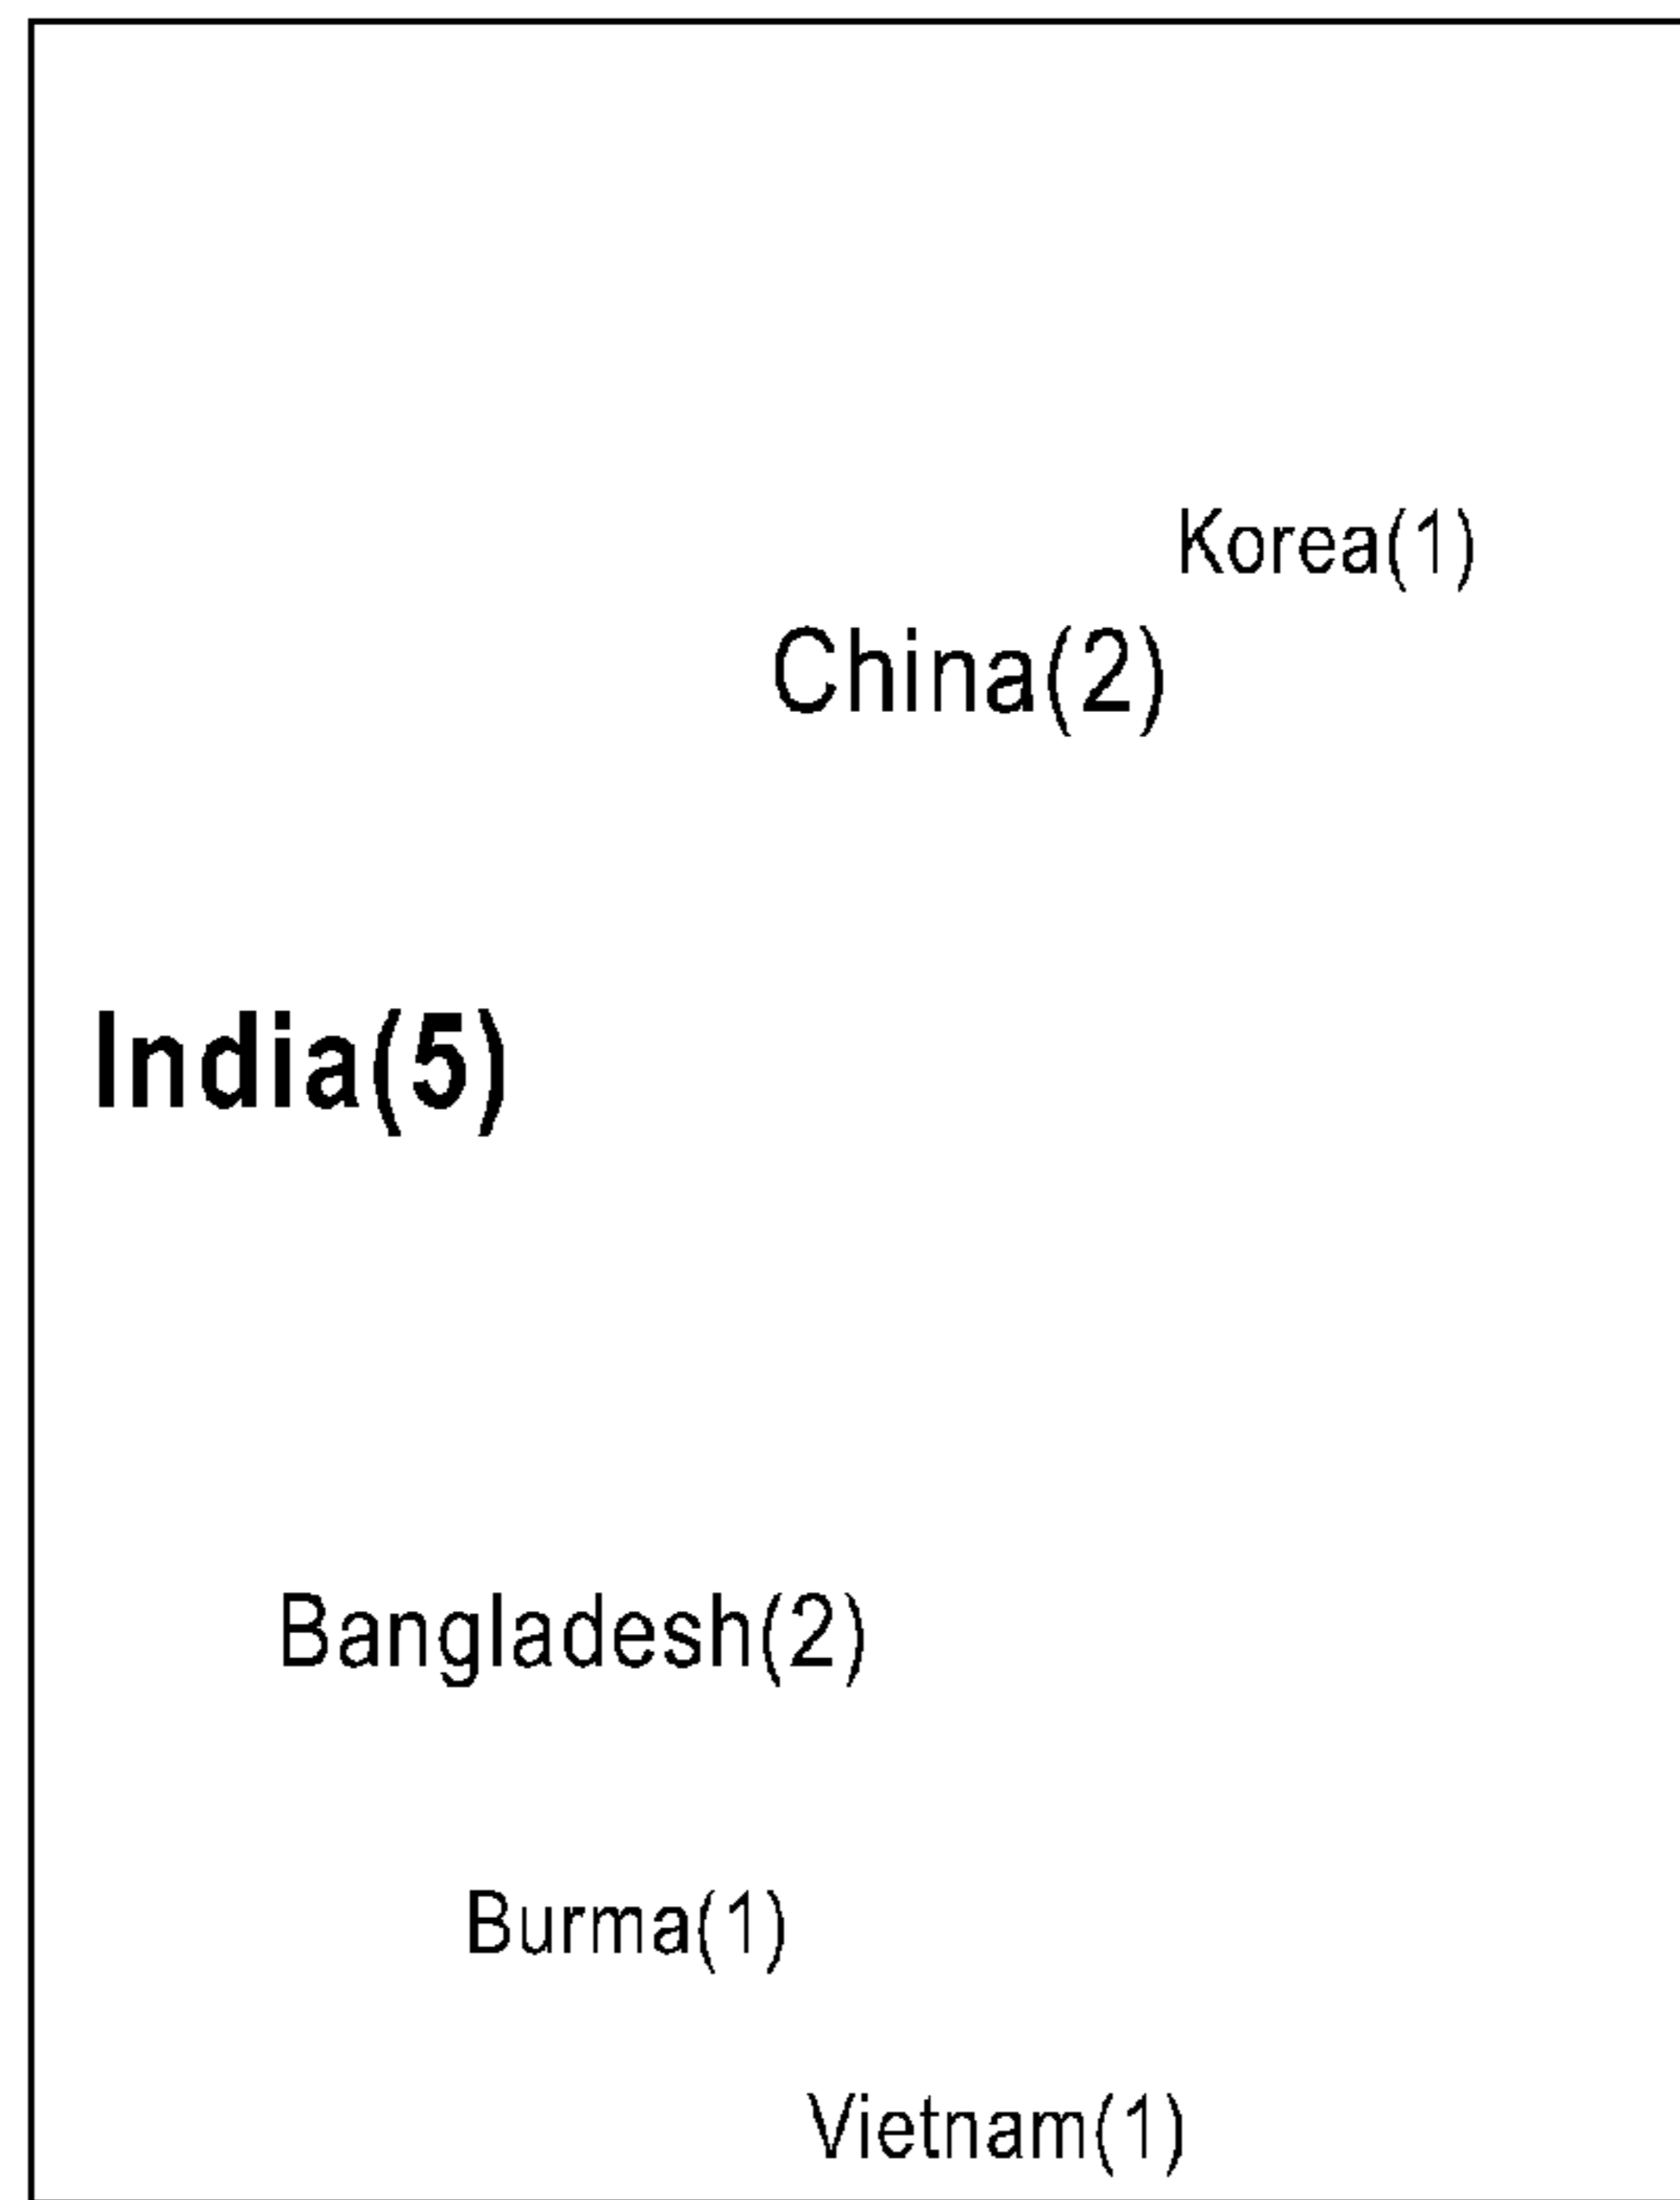 Korea(1)
China(2)
India(5)
Bangladesh(2)
Burma(1)
Vietnam(1)